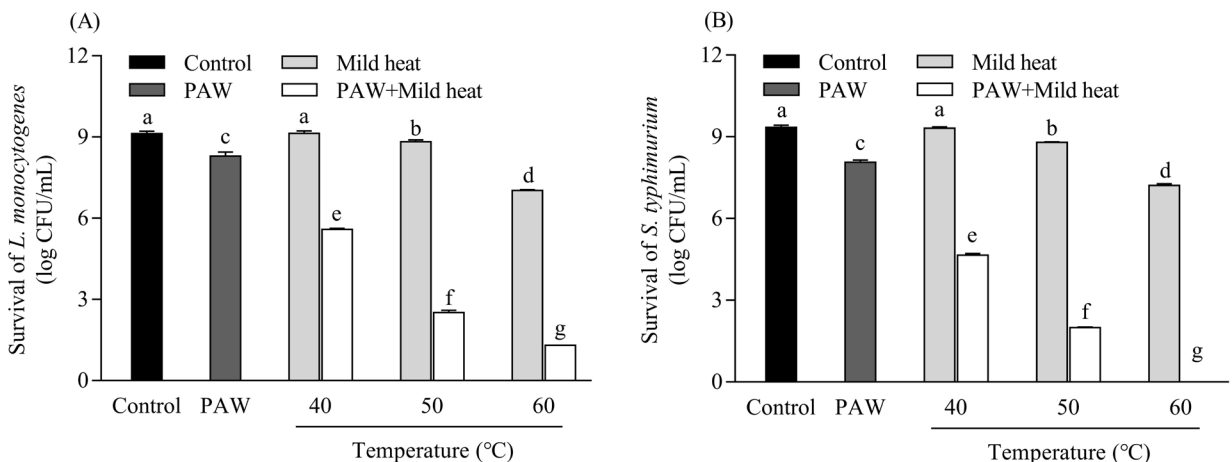 (A)
Survival of L. monocytogenes
(log CFU/mL)
12
9
6
3
0
Control
Mild heat
PAW
PAW+Mild heat
a
c
a
b
d
e
f
g
Control
PAW
40
50
60
Temperature (℃)
(B)
Survival of S. typhimurium
(log CFU/mL)
12
9
6
3
0
Control
Mild heat
PAW
PAW+Mild heat
a
c
a
b
d
e
f
g
Control
PAW
40
50
60
Temperature (℃)